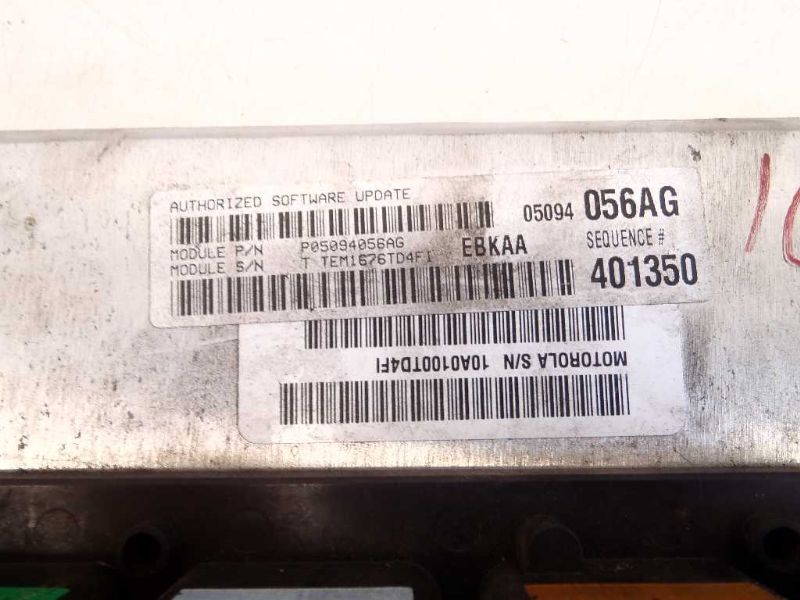 AUTHORIZED SOFTWARE UPDATE
05094 056AG
MODULE P/N P05094056AG
MODULE S/N T TEM1676TD4FI
EBKAA
SEQUENCE #
401350
MOTOROLA S/N 10A0100TD4FI